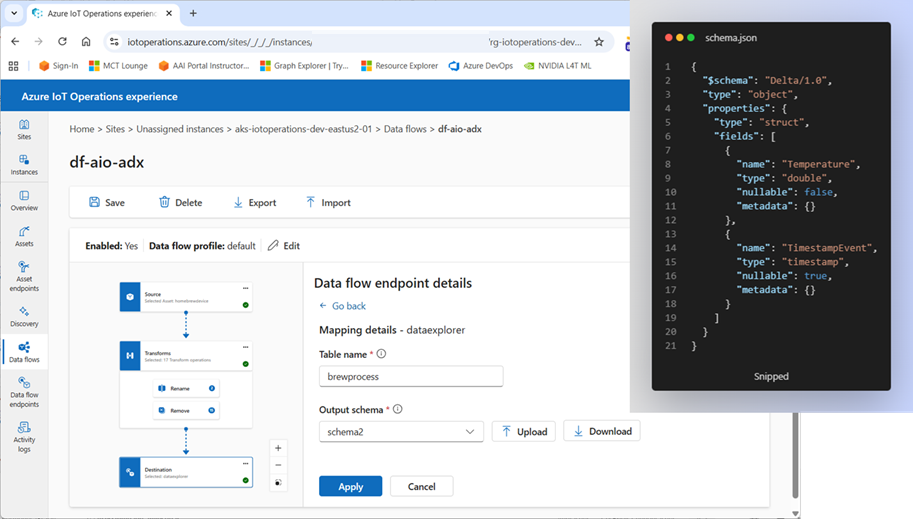 Azure IoT Operations experienc
iotoperations.azure.com/sites/_/_/_/instances/
'rg-iotoperations-dev...
Sign-In
MCT Lounge
AAI Portal Instructor...
Graph Explorer | Try...
Resource Explorer
Azure DevOps
NVIDIA L4T ML
Azure IoT Operations experience
Sites
Instances
Overview
Assets
Asset
endpoints
Discovery
Data flows
Data flow
endpoints
Activity
logs
Home > Sites > Unassigned instances > aks-iotoperations-dev-eastus2-01 > Data flows > df-aio-adx
df-aio-adx
Save
Delete
Export
Import
Enabled: Yes
Data flow profile: default
Edit
Source
Selected Asset: homebrewdevice
Transforms
Selected: 17 Transform operations
Rename
Remove
Destination
Selected: dataexplorer
Data flow endpoint details
Go back
Mapping details - dataexplorer
Table name *
brewprocess
Output schema *
schema2
Upload
Download
Apply
Cancel
schema.json
1 {
2 "$schema": "Delta/1.0",
3 "type": "object",
4 "properties": {
5 "type": "struct",
6 "fields": [
7 {
8 "name": "Temperature",
9 "type": "double",
10 "nullable": false,
11 "metadata": {}
12 },
13 {
14 "name": "TimestampEvent",
15 "type": "timestamp",
16 "nullable": true,
17 "metadata": {}
18 }
19 ]
20 }
21 }
Snipped